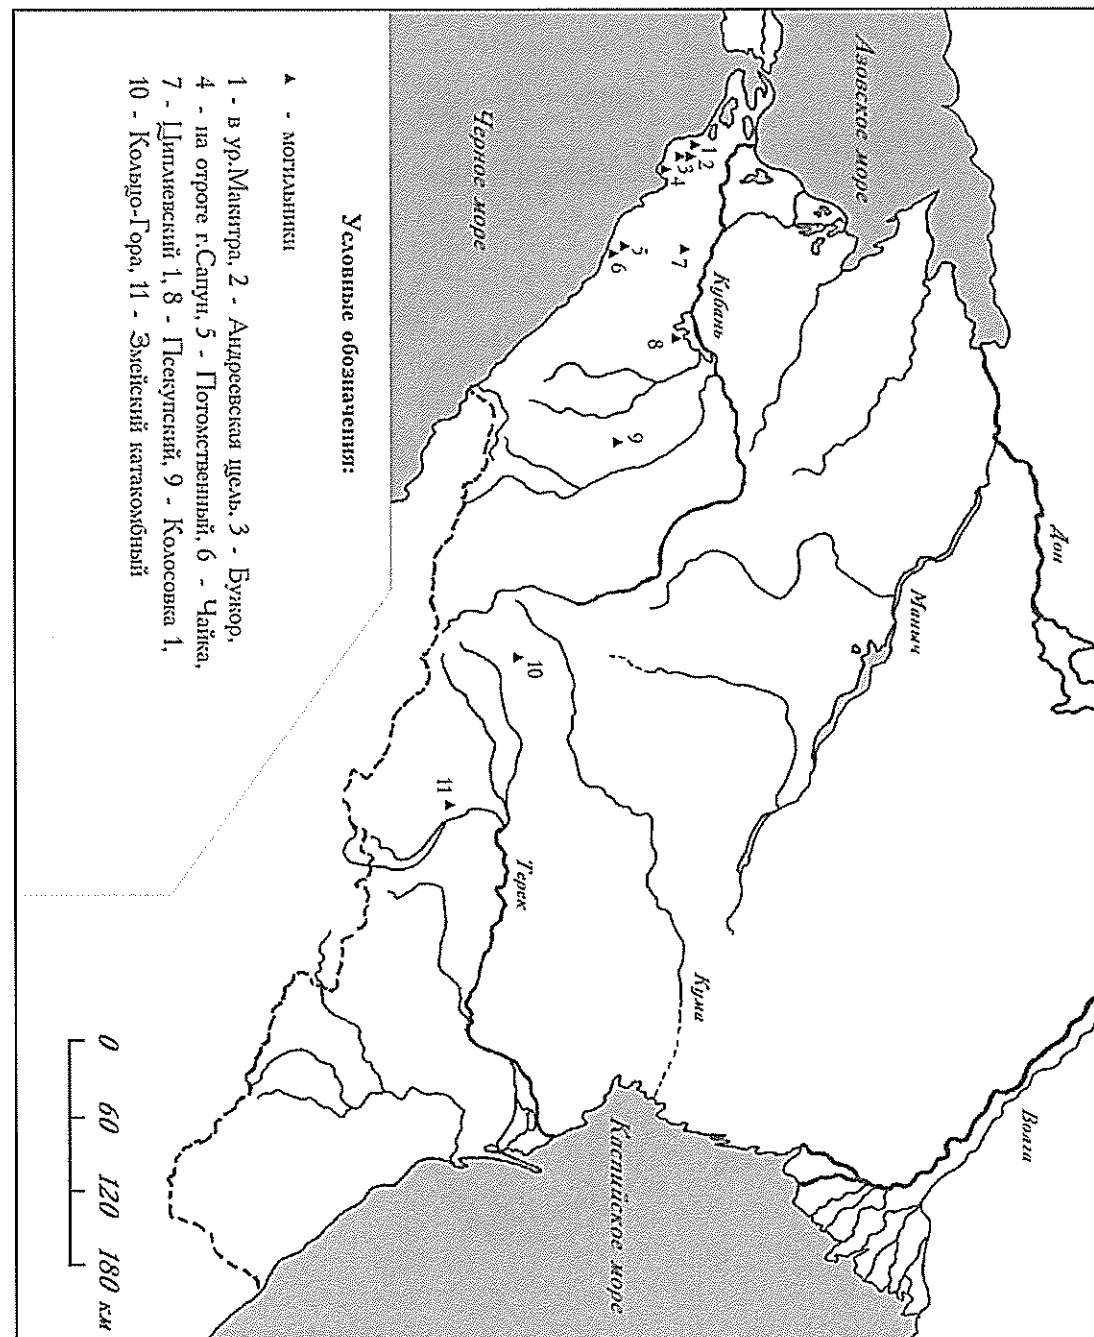 Азовское море
Черное море
Каспийское море
Дон
Маныч
Кубань
Волга
Кума
Терек
1
2
3
4
5
6
7
8
9
10
11
Условные обозначения:
▲ - могильники
1 - в ур.Макитра, 2 - Андреевская щель, 3 - Бужор,
4 - на отроге г.Сапун, 5 - Потомственный, 6 - Чайка,
7 - Циплиевский 1, 8 - Псекупский, 9 - Колосовка 1,
10 - Кольцо-Гора, 11 - Змейский катакомбный
0 60 120 180 км